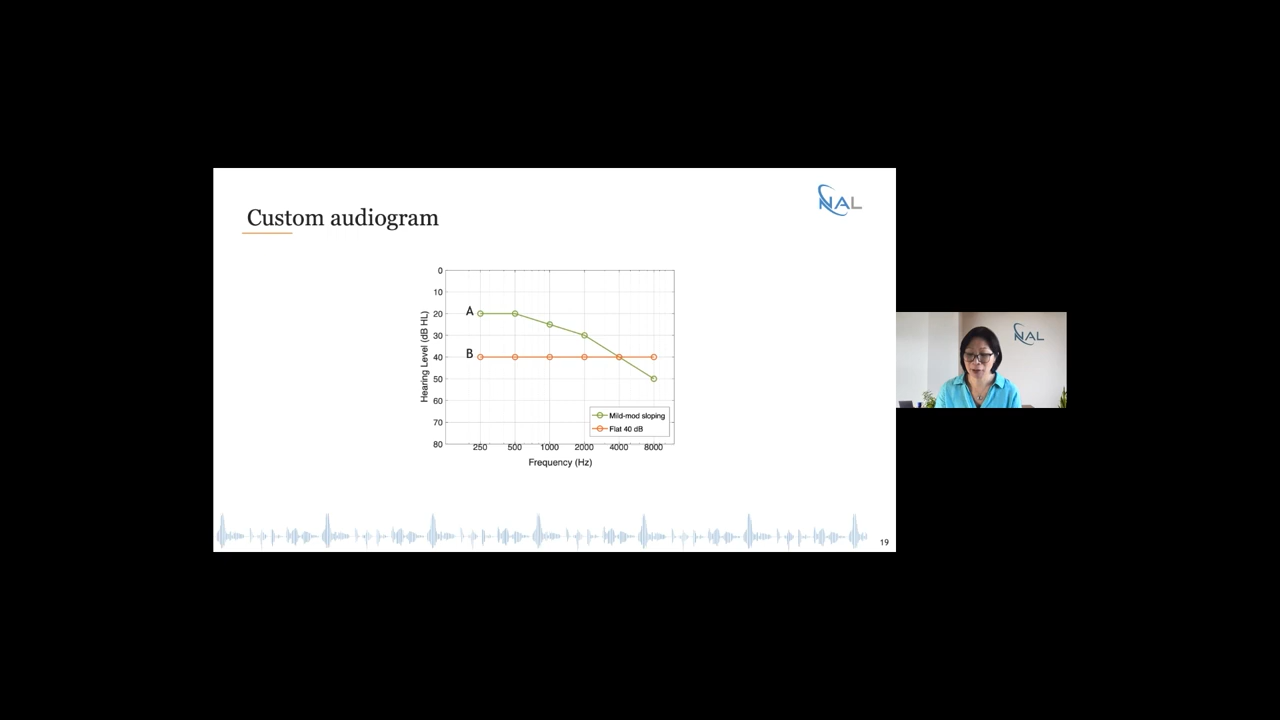 NAL
Custom audiogram
0
10
20
30
40
50
60
70
80
Hearing Level (dB HL)
A
B
Mild-mod sloping
Flat 40 dB
250 500 1000 2000 4000 8000
Frequency (Hz)
19
NAL